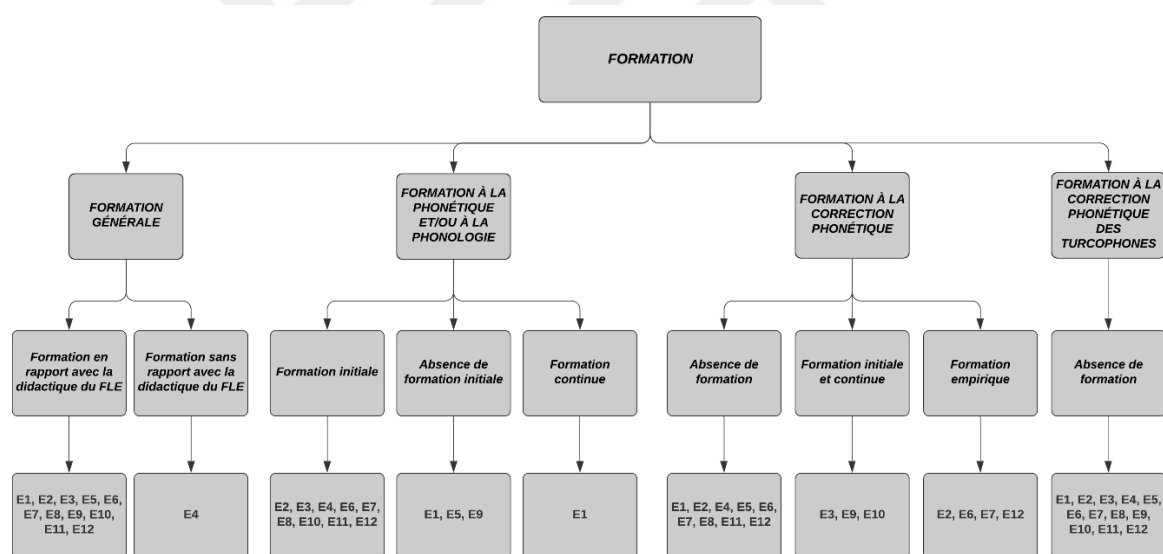 FORMATION
FORMATION
GÉNÉRALE
FORMATION À LA
PHONÉTIQUE
ET/OU À LA
PHONOLOGIE
FORMATION À LA
CORRECTION
PHONÉTIQUE
FORMATION À LA
CORRECTION
PHONÉTIQUE
DES
TURCOPHONES
Formation en
rapport avec la
didactique du FLE
Formation sans
rapport avec la
didactique du FLE
Formation initiale
Absence de
formation initiale
Formation
continue
Absence de
formation
Formation initiale
et continue
Formation
empirique
Absence de
formation
E1, E2, E3, E5, E6,
E7, E8, E9, E10,
E11, E12
E4
E2, E3, E4, E6, E7,
E8, E10, E11, E12
E1, E5, E9
E1
E1, E2, E4, E5, E6,
E7, E8, E11, E12
E3, E9, E10
E2, E6, E7, E12
E1, E2, E3, E4, E5,
E6, E7, E8, E9,
E10, E11, E12